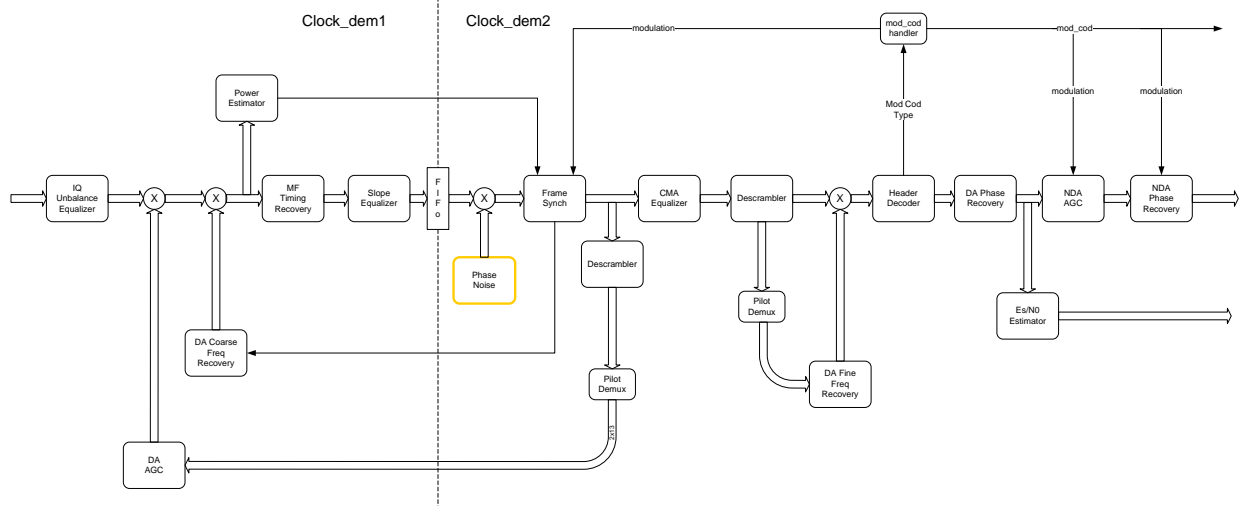 Clock_dem1
Clock_dem2
modulation
mod_cod
handler
mod_cod
Power
Estimator
Mod Cod
Type
modulation
modulation
IQ
Unbalance
Equalizer
X
X
MF
Timing
Recovery
Slope
Equalizer
F
I
F
o
X
Frame
Synch
CMA
Equalizer
Descrambler
X
Header
Decoder
DA Phase
Recovery
NDA
AGC
NDA
Phase
Recovery
Phase
Noise
Descrambler
Pilot
Demux
Es/N0
Estimator
DA Coarse
Freq
Recovery
Pilot
Demux
DA Fine
Freq
Recovery
2x13
DA
AGC